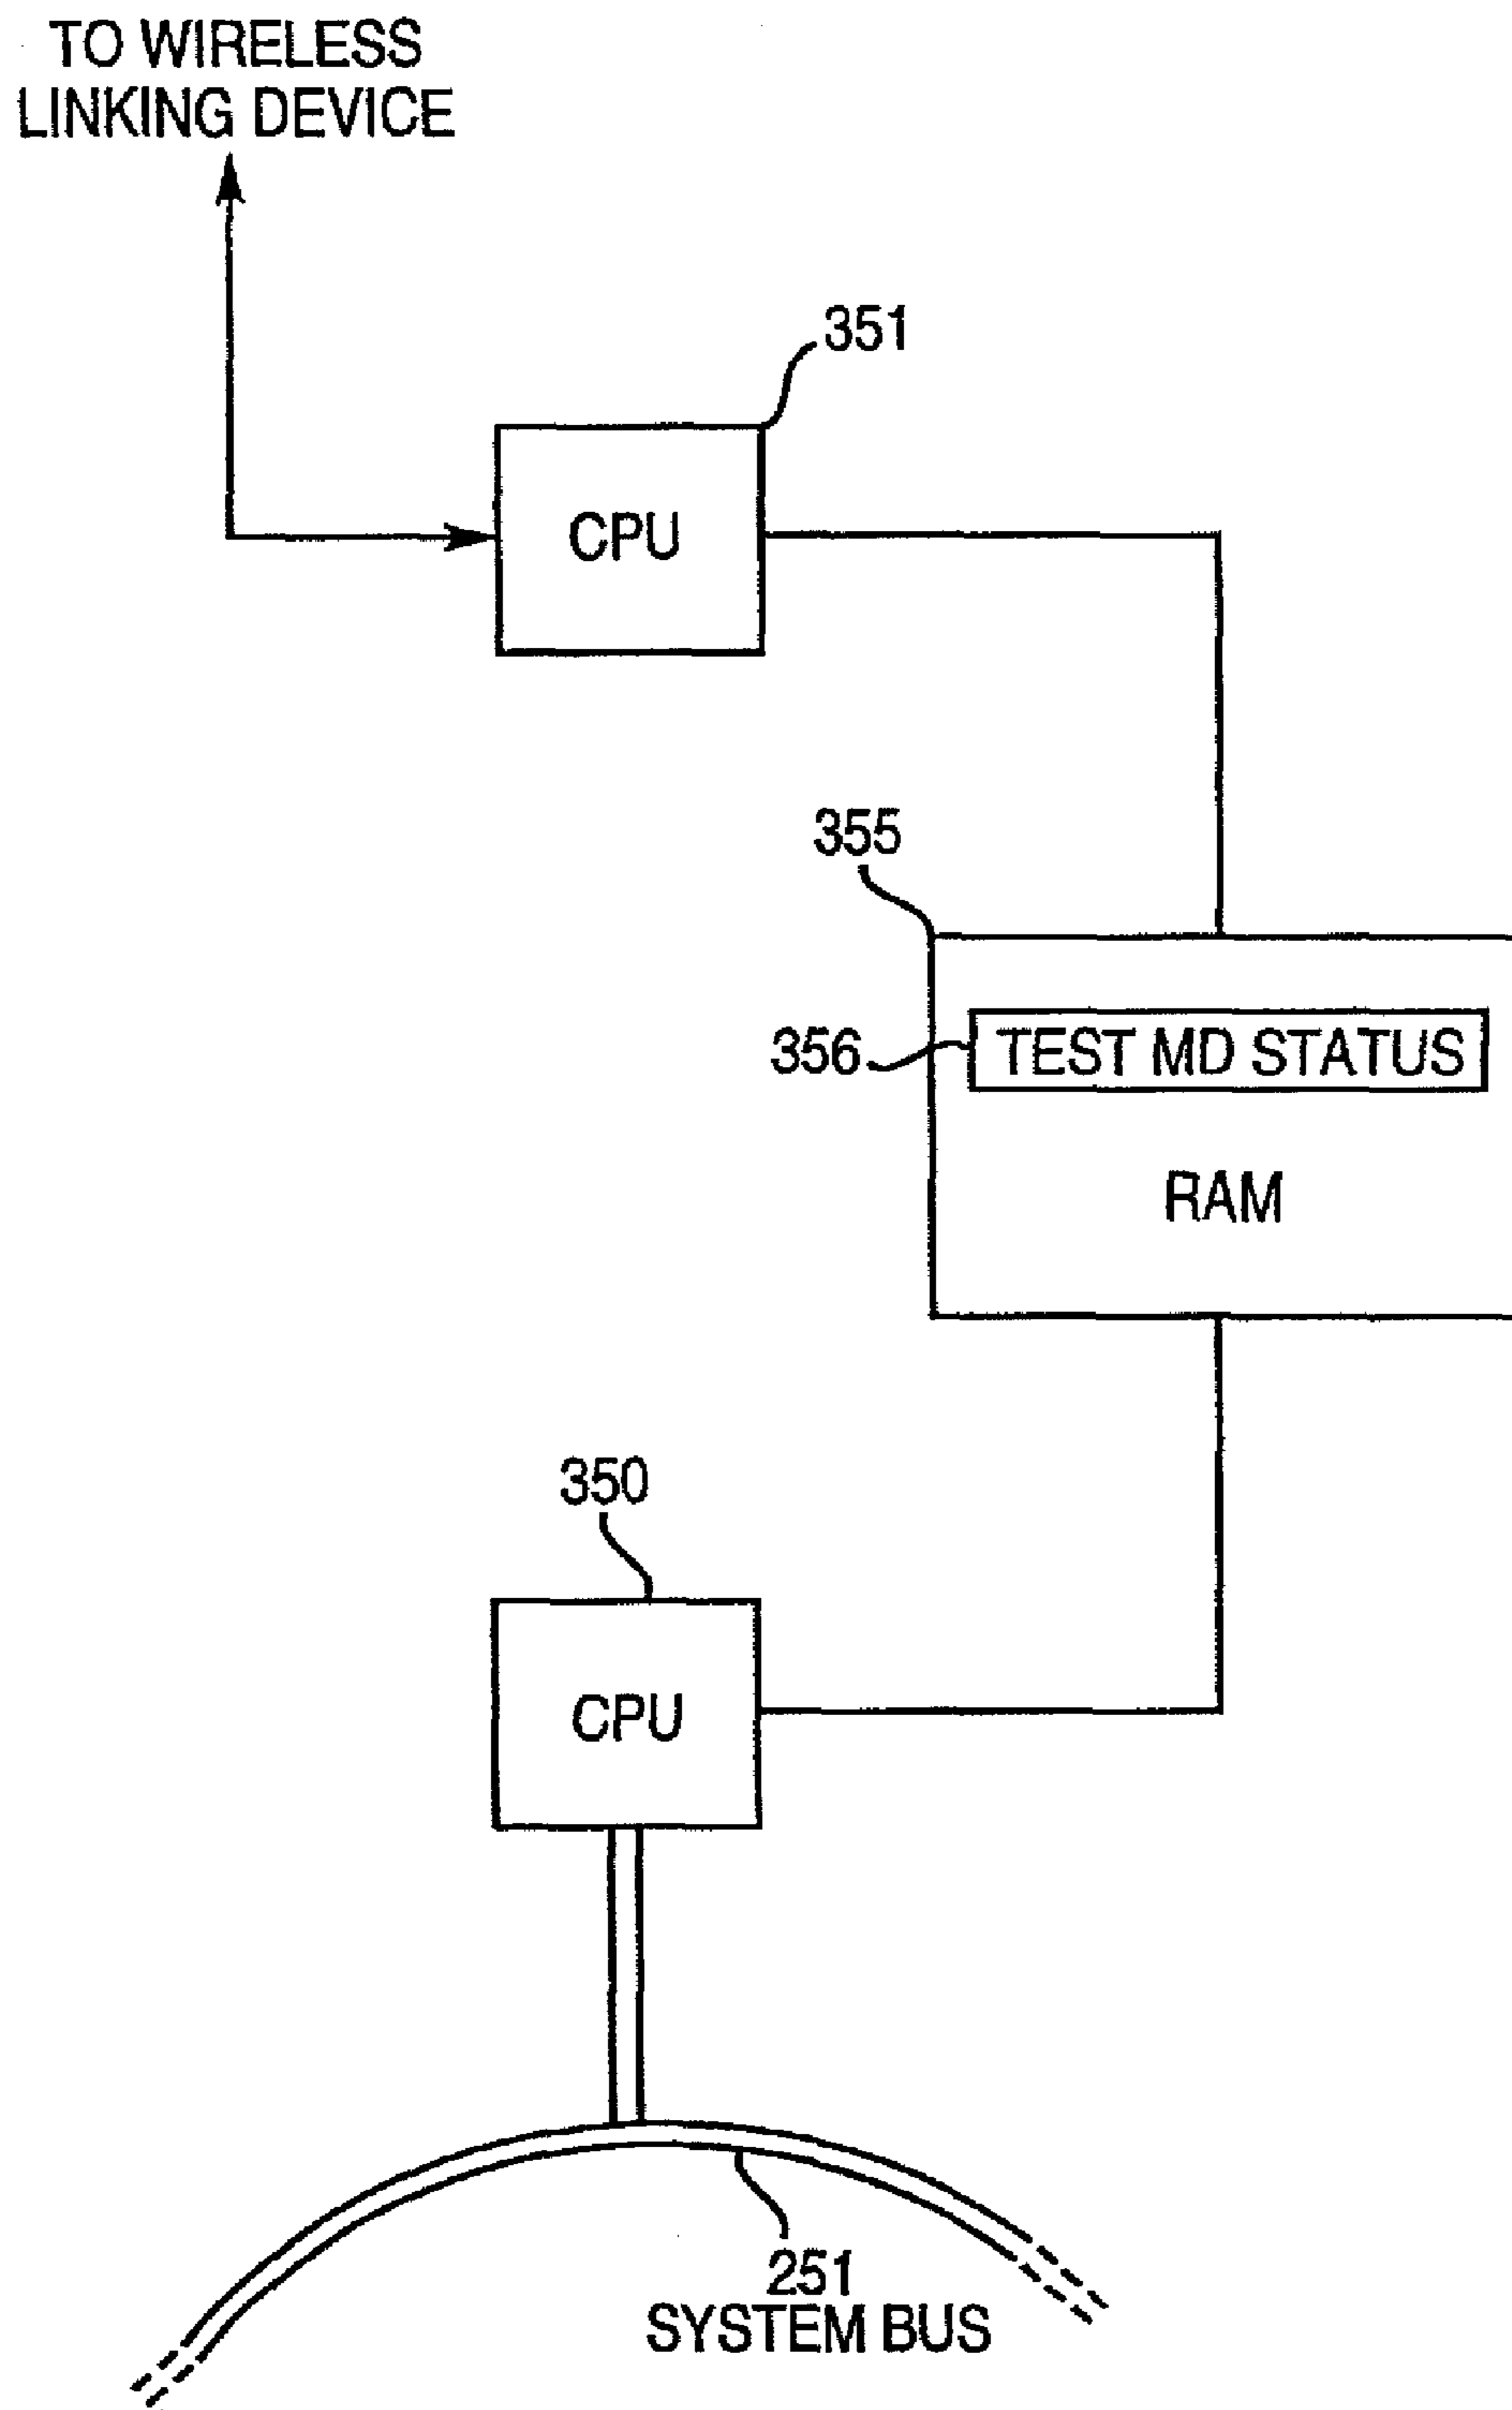 TO WIRELESS
LINKING DEVICE
351
CPU
355
356
TEST MD STATUS
RAM
350
CPU
251
SYSTEM BUS